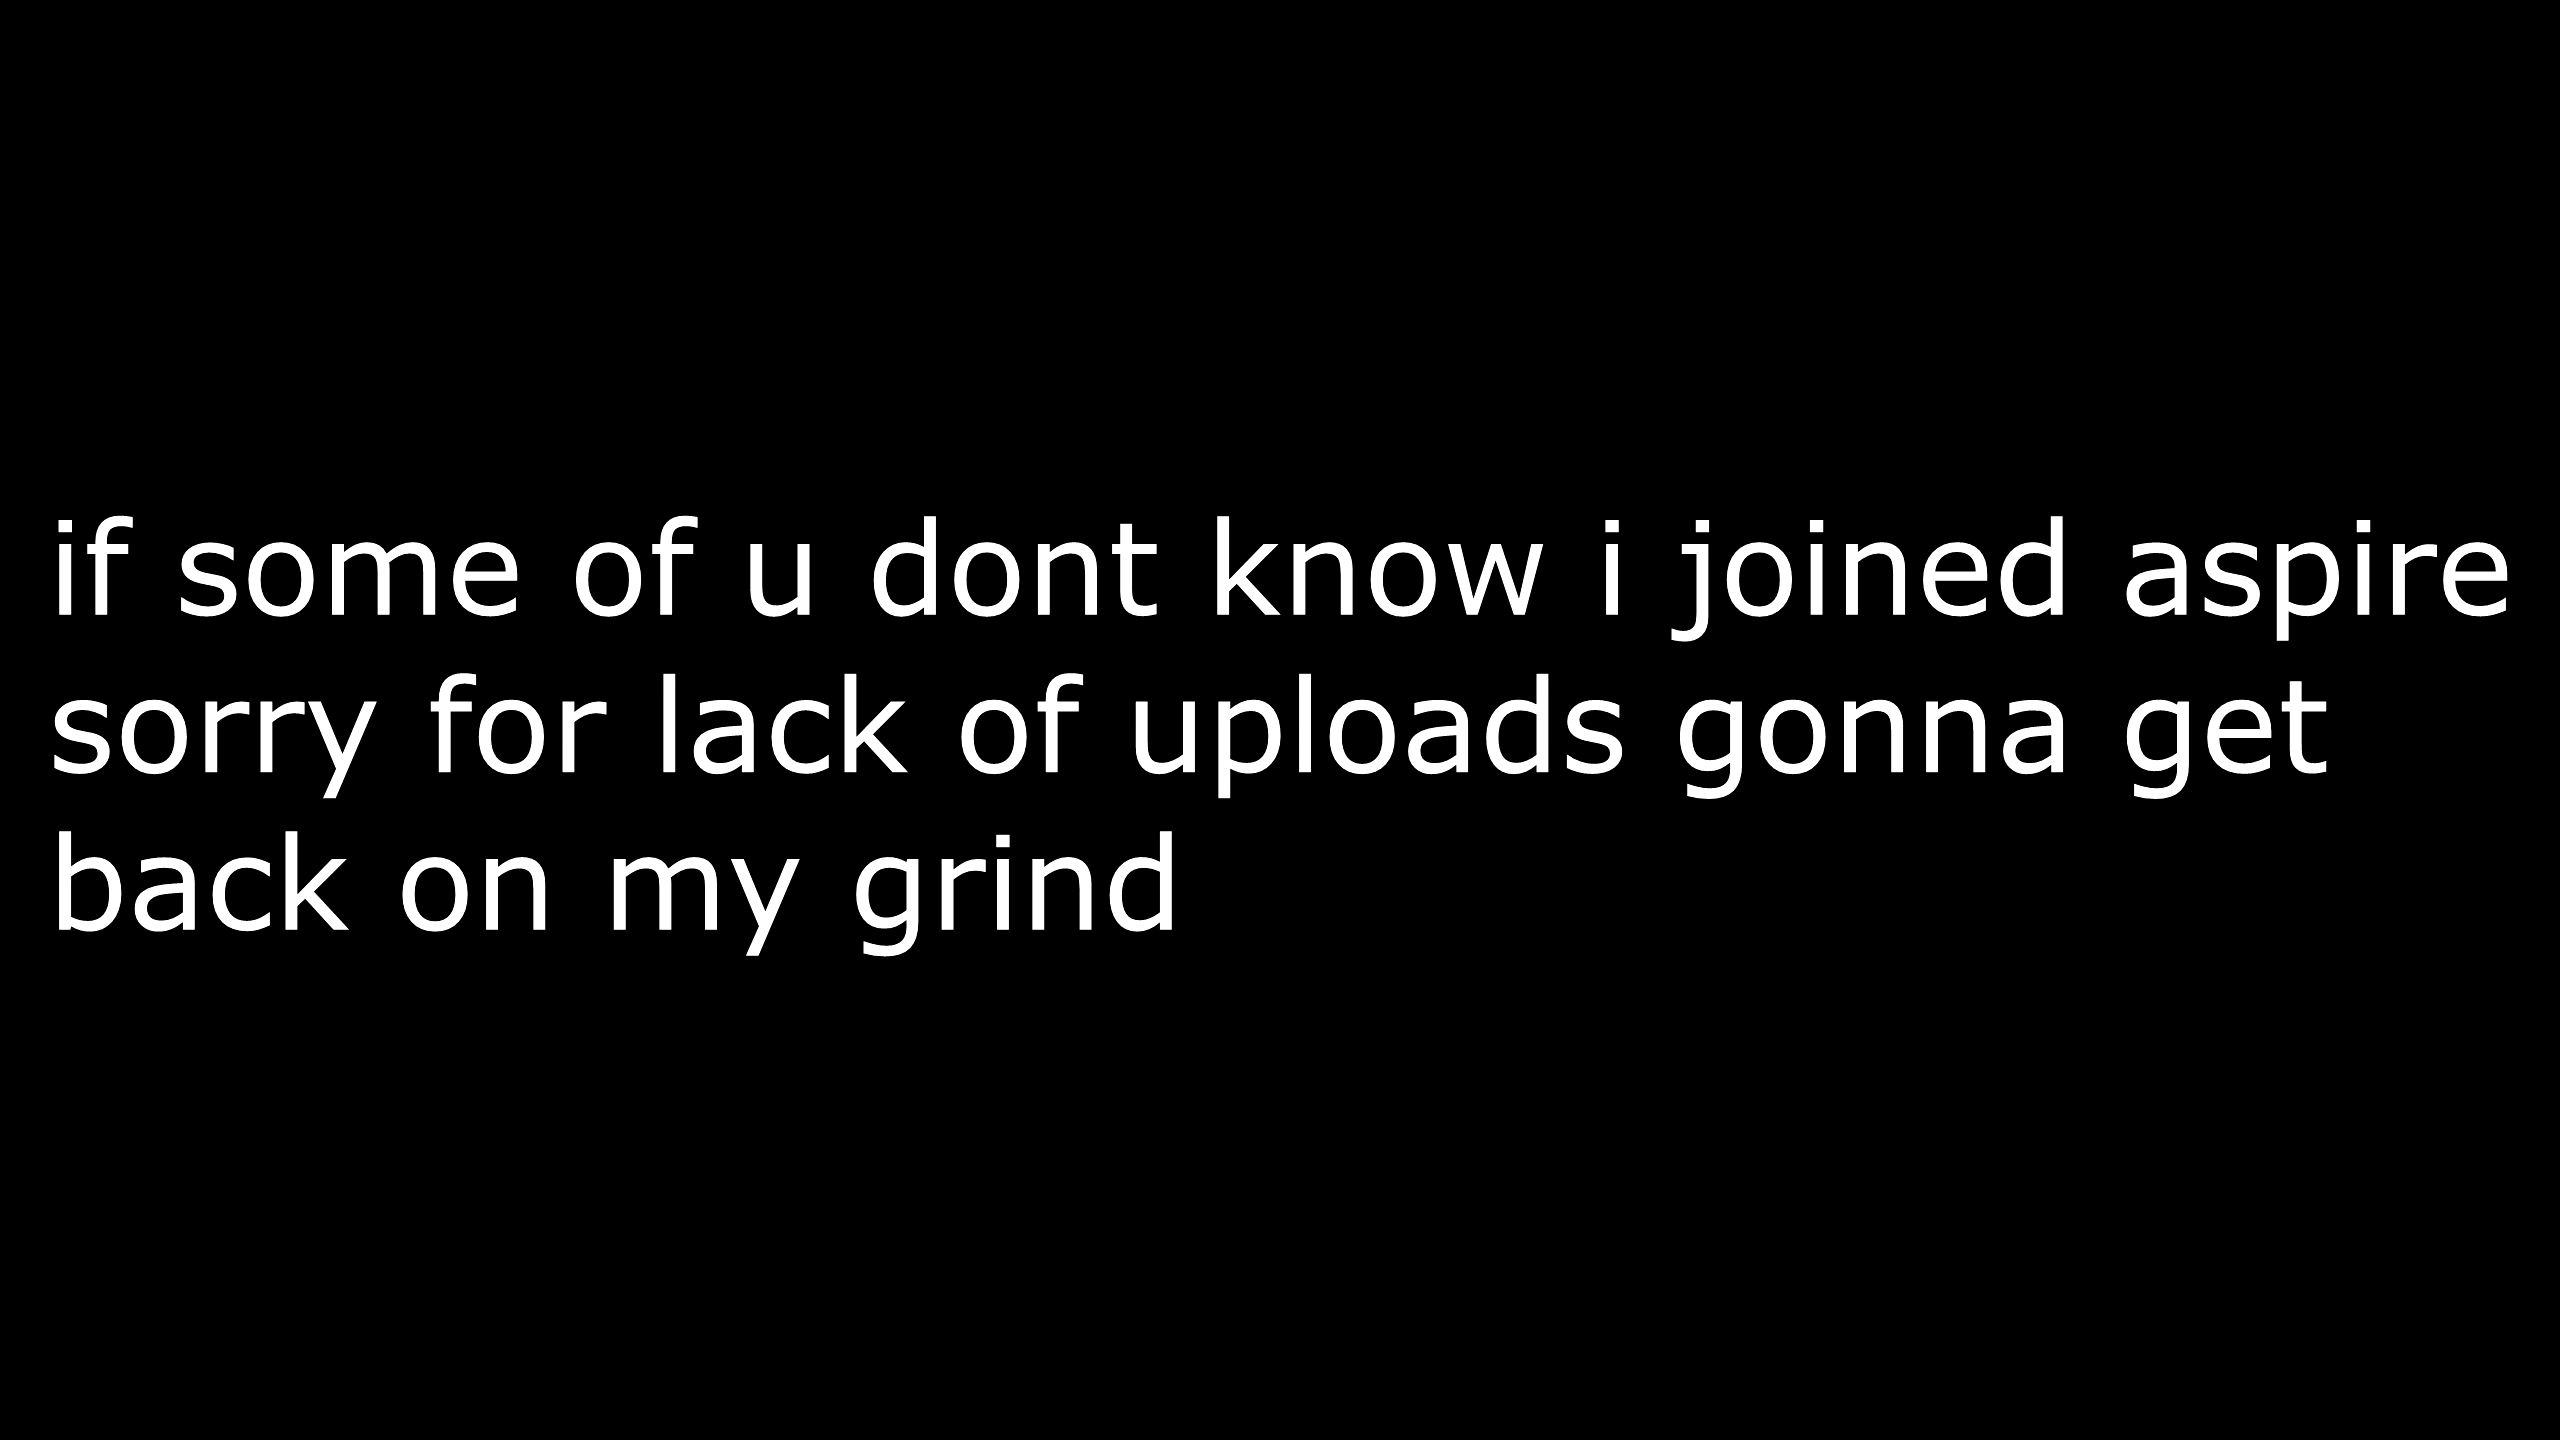 if some of u dont know i joined aspire
sorry for lack of uploads gonna get
back on my grind